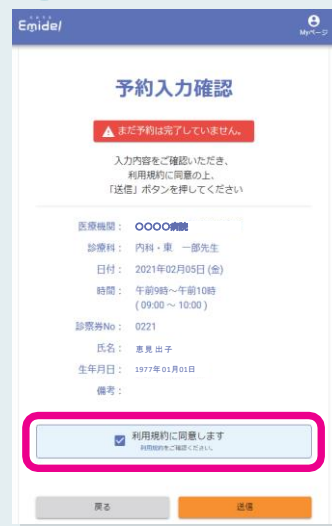 Emidel
Myページ
予約入力確認
まだ予約は完了していません。
入力内容をご確認いただき、
利用規約に同意の上、
「送信」ボタンを押してください
医療機関： OOOO病院
診療科： 内科・東　一郎先生
日付： 2021年02月05日 (金)
時間： 午前9時～午前10時
( 09:00 ～ 10:00 )
診察券No： 0221
氏名： 恵見 出子
生年月日： 1977年01月01日
備考：
利用規約に同意します
利用規約をご確認ください。
戻る
送信